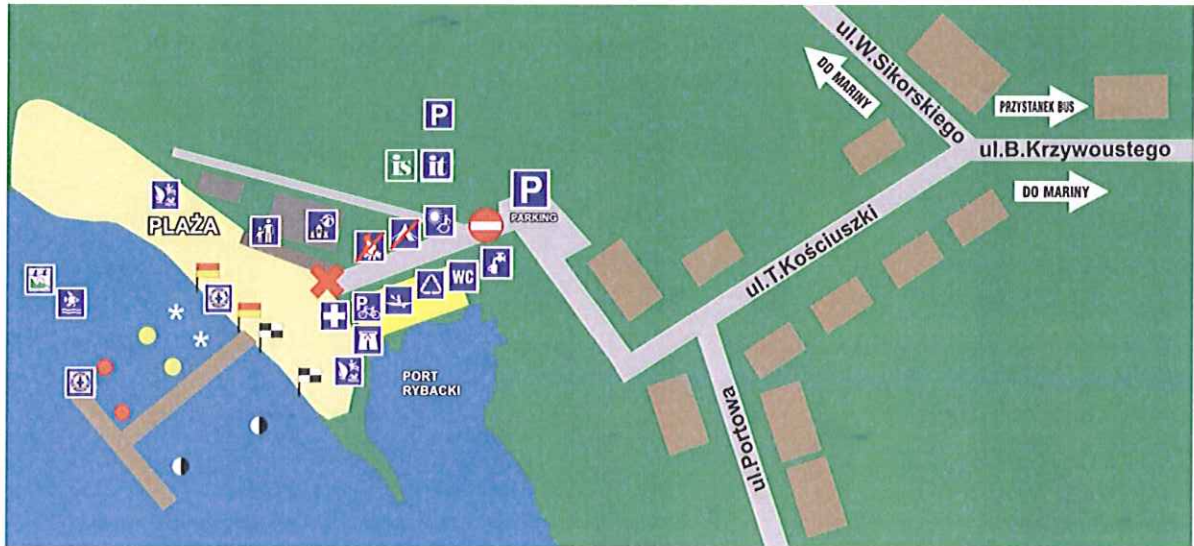 ul.W.Sikorskiego
DO MARINY
PRZYSTANEK BUS
ul.B.Krzywoustego
DO MARINY
P
is it
P
PARKING
PLAŻA
ul.T.Kościuszki
WC
P
PORT
RYBACKI
ul.Portowa